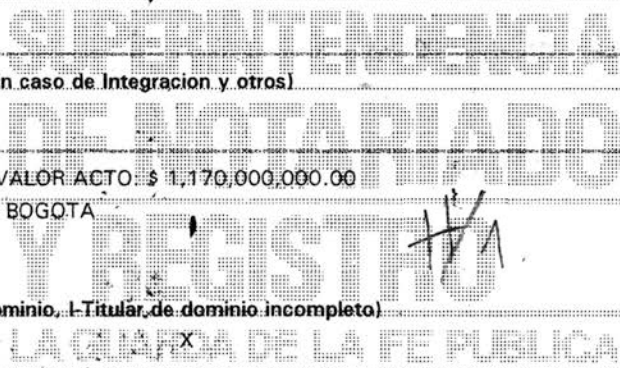 SUPERINTENDENCIA
n caso de Integracion y otros)
DE NOTARIADO
VALOR ACTO: $ 1,170,000,000.00
BOGOTA
Y REGISTRO
ominio, I-Titular de dominio incompleto)
X
LA GUARDA DE LA FE PUBLICA